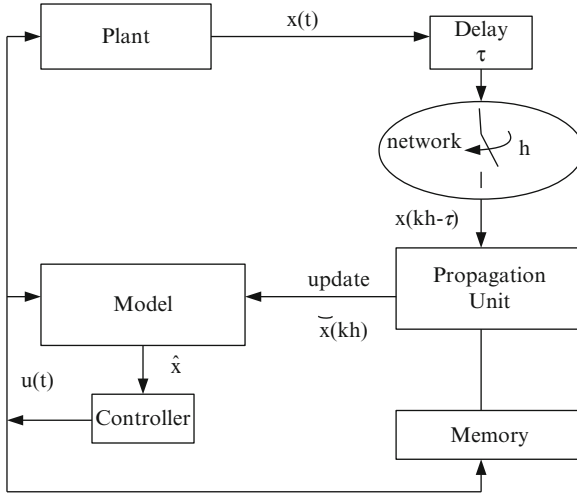 Plant
x(t)
Delay
τ
network
h
x(kh-τ)
Propagation
Unit
update
x̆(kh)
Model
x̂
u(t)
Controller
Memory